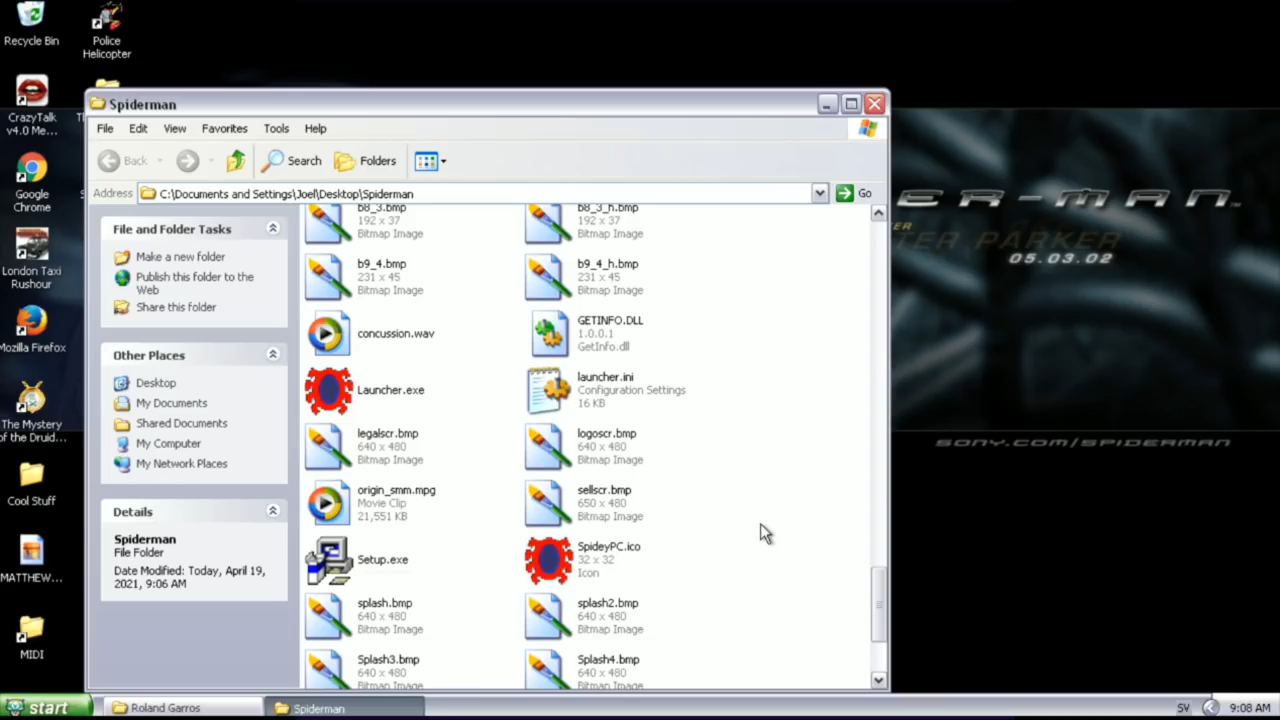 Recycle Bin
Police
Helicopter
CrazyTalk
v4.0 Me...
Google
Chrome
London Taxi
Rushour
Mozilla Firefox
The Mystery
of the Druid...
Cool Stuff
MATTHEW...
MIDI
Spiderman
File
Edit
View
Favorites
Tools
Help
Back
Search
Folders
Address
C:\Documents and Settings\Joel\Desktop\Spiderman
Go
File and Folder Tasks
Make a new folder
Publish this folder to the
Web
Share this folder
Other Places
Desktop
My Documents
Shared Documents
My Computer
My Network Places
Details
Spiderman
File Folder
Date Modified: Today, April 19,
2021, 9:06 AM
b8_3.bmp
192 x 37
Bitmap Image
b8_3_h.bmp
192 x 37
Bitmap Image
b9_4.bmp
231 x 45
Bitmap Image
b9_4_h.bmp
231 x 45
Bitmap Image
concussion.wav
GETINFO.DLL
1.0.0.1
GetInfo.dll
Launcher.exe
launcher.ini
Configuration Settings
16 KB
legalscr.bmp
640 x 480
Bitmap Image
logoscr.bmp
640 x 480
Bitmap Image
origin_smm.mpg
Movie Clip
21,551 KB
sellscr.bmp
650 x 480
Bitmap Image
Setup.exe
SpideyPC.ico
32 x 32
Icon
splash.bmp
640 x 480
Bitmap Image
splash2.bmp
640 x 480
Bitmap Image
Splash3.bmp
640 x 480
Bitmap Image
Splash4.bmp
640 x 480
Bitmap Image
ER-MAN™
TER PARKER
05.03.02
SONY.COM/SPIDERMAN
start
Roland Garros
Spiderman
SV
9:08 AM